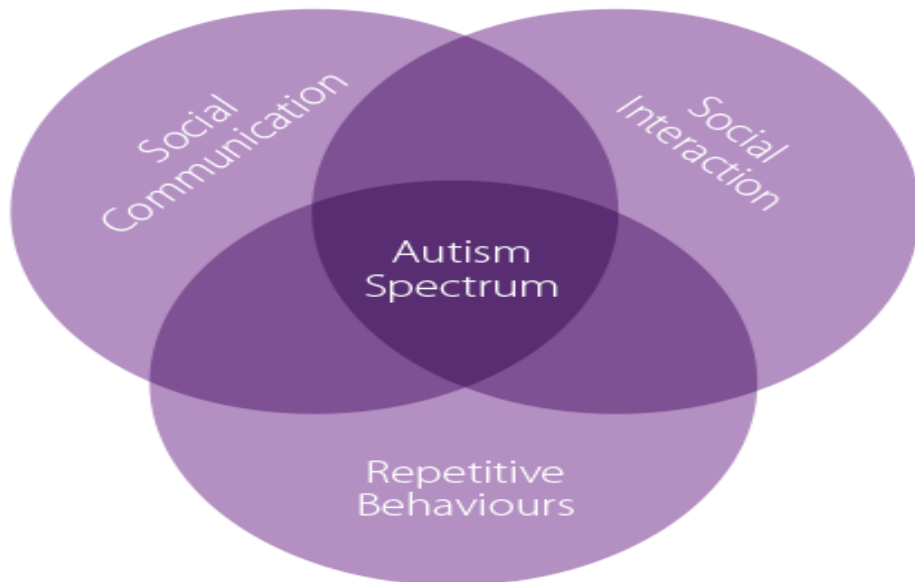 Social
Communication
Social
Interaction
Autism
Spectrum
Repetitive
Behaviours